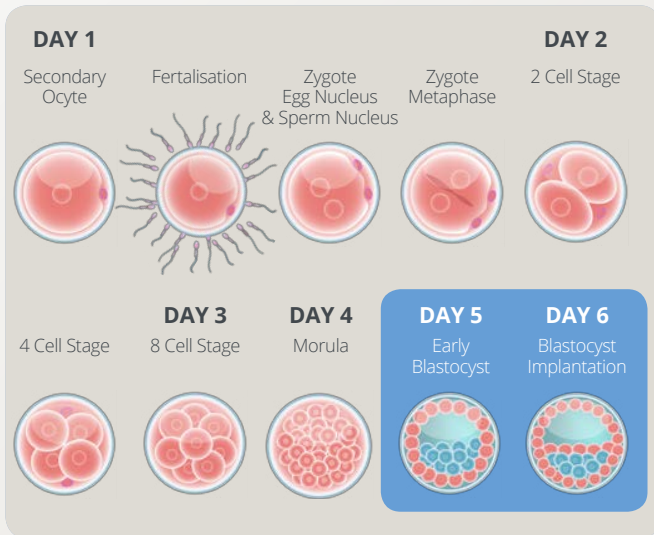 DAY 1
Secondary
Ocyte
Fertalisation
Zygote
Egg Nucleus
& Sperm Nucleus
Zygote
Metaphase
DAY 2
2 Cell Stage
4 Cell Stage
DAY 3
8 Cell Stage
DAY 4
Morula
DAY 5
Early
Blastocyst
DAY 6
Blastocyst
Implantation